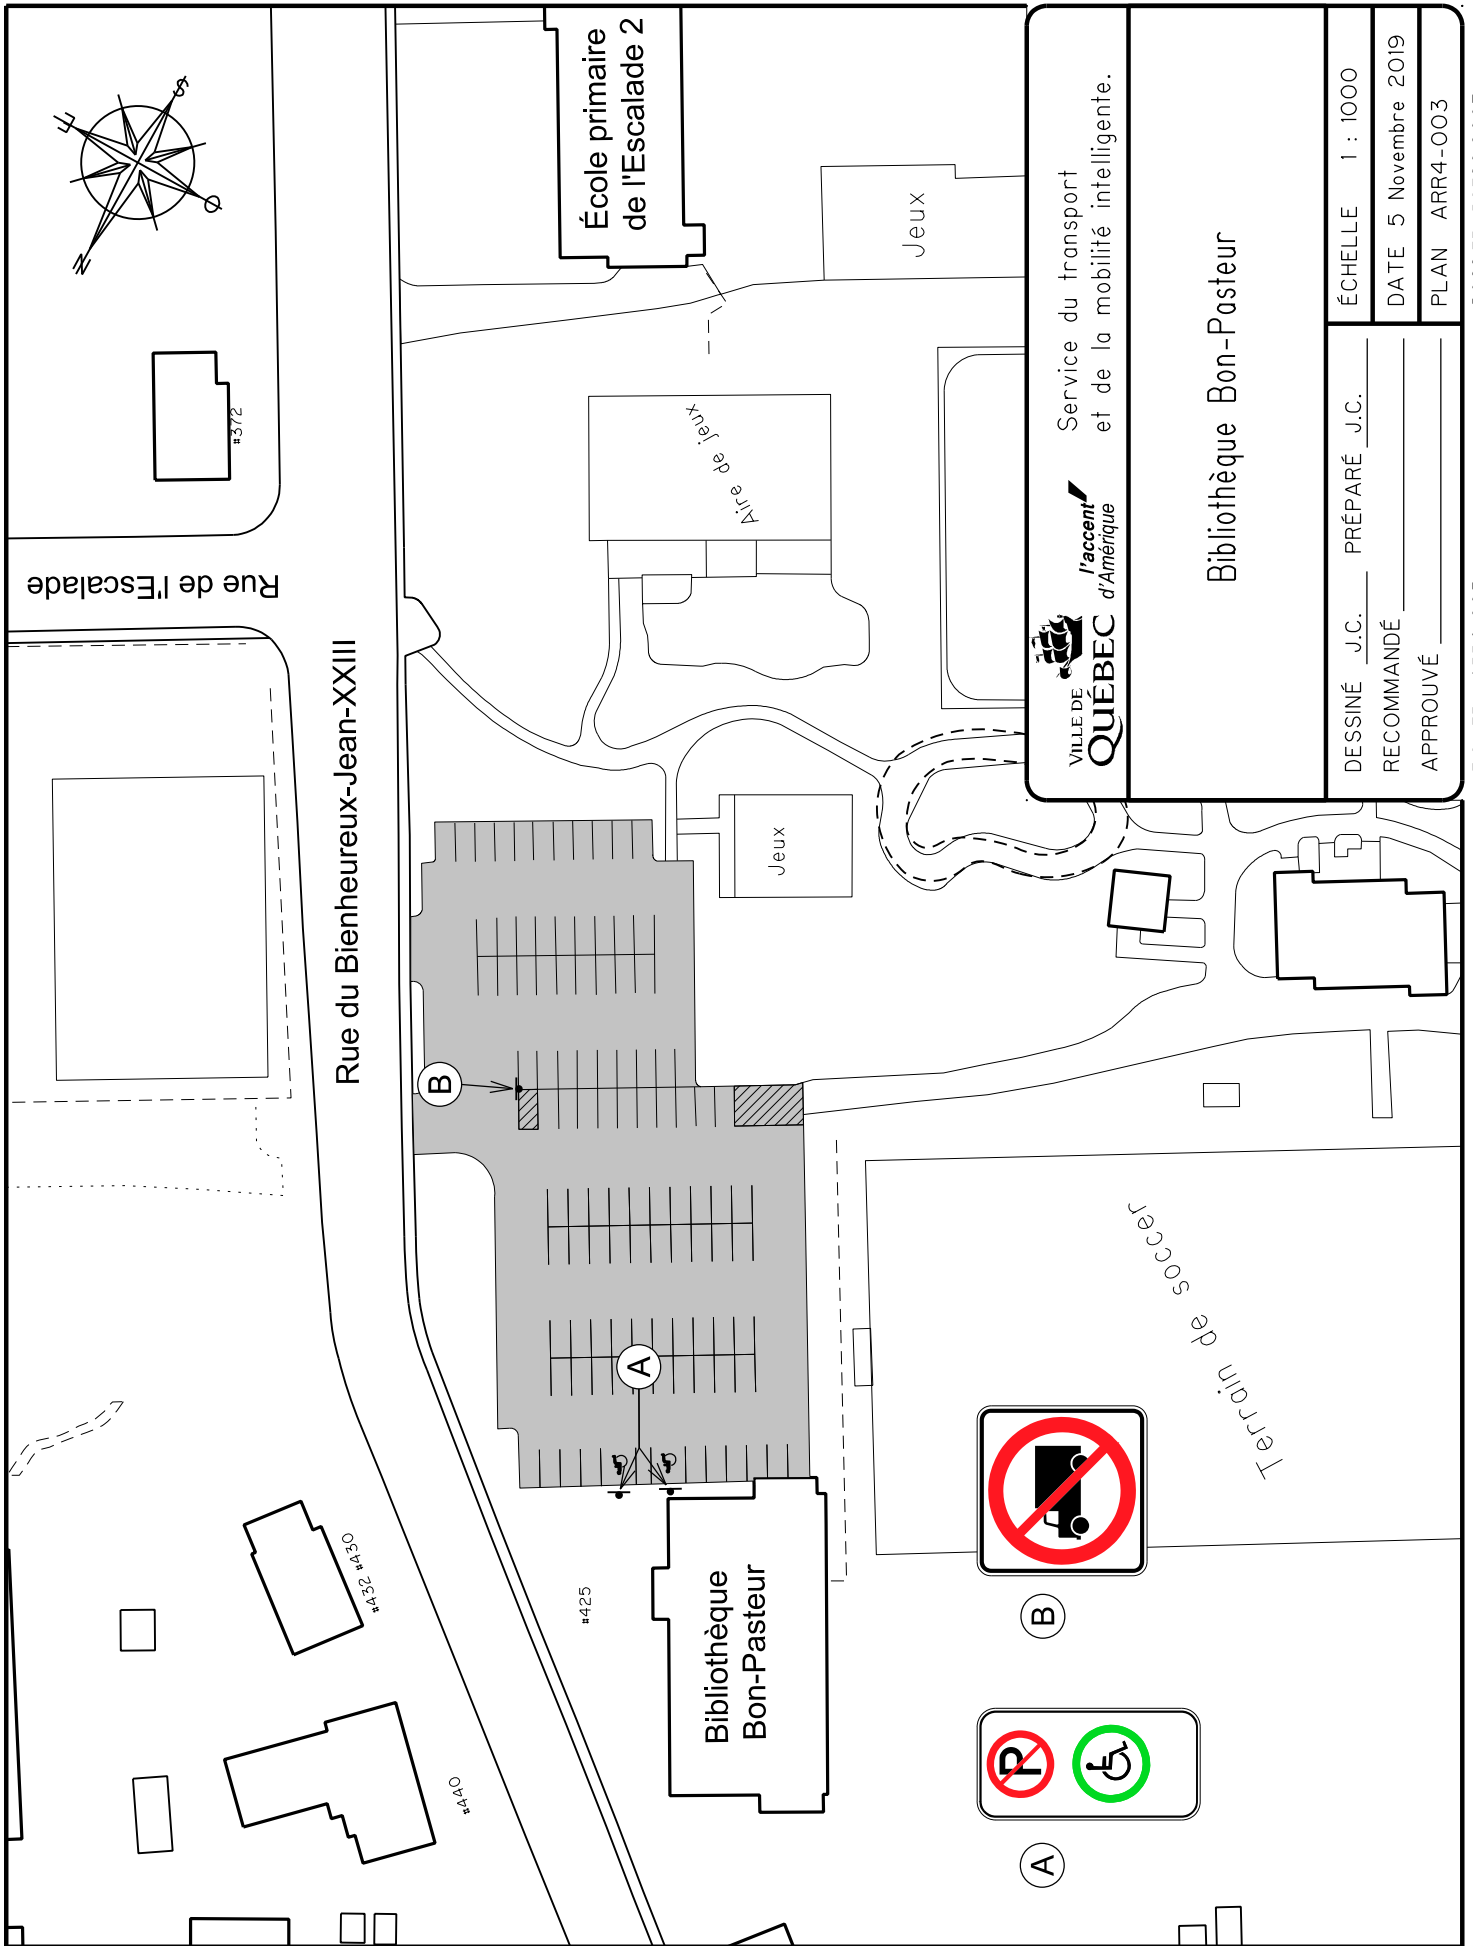 Rue de l'Escalade
Rue du Bienheureux-Jean-XXIII
École primaire
de l'Escalade 2
N
E
S
O
#372
Aire de jeux
Jeux
Jeux
Terrain de soccer
Bibliothèque
Bon-Pasteur
#425
#432 #430
#440
A
B
A
B
P
VILLE DE
QUÉBEC
l'accent
d'Amérique
Service du transport
et de la mobilité intelligente.
Bibliothèque Bon-Pasteur
DESSINÉ J.C. PRÉPARÉ J.C.
RECOMMANDÉ
APPROUVÉ
ÉCHELLE 1 : 1000
DATE 5 Novembre 2019
PLAN ARR4-003